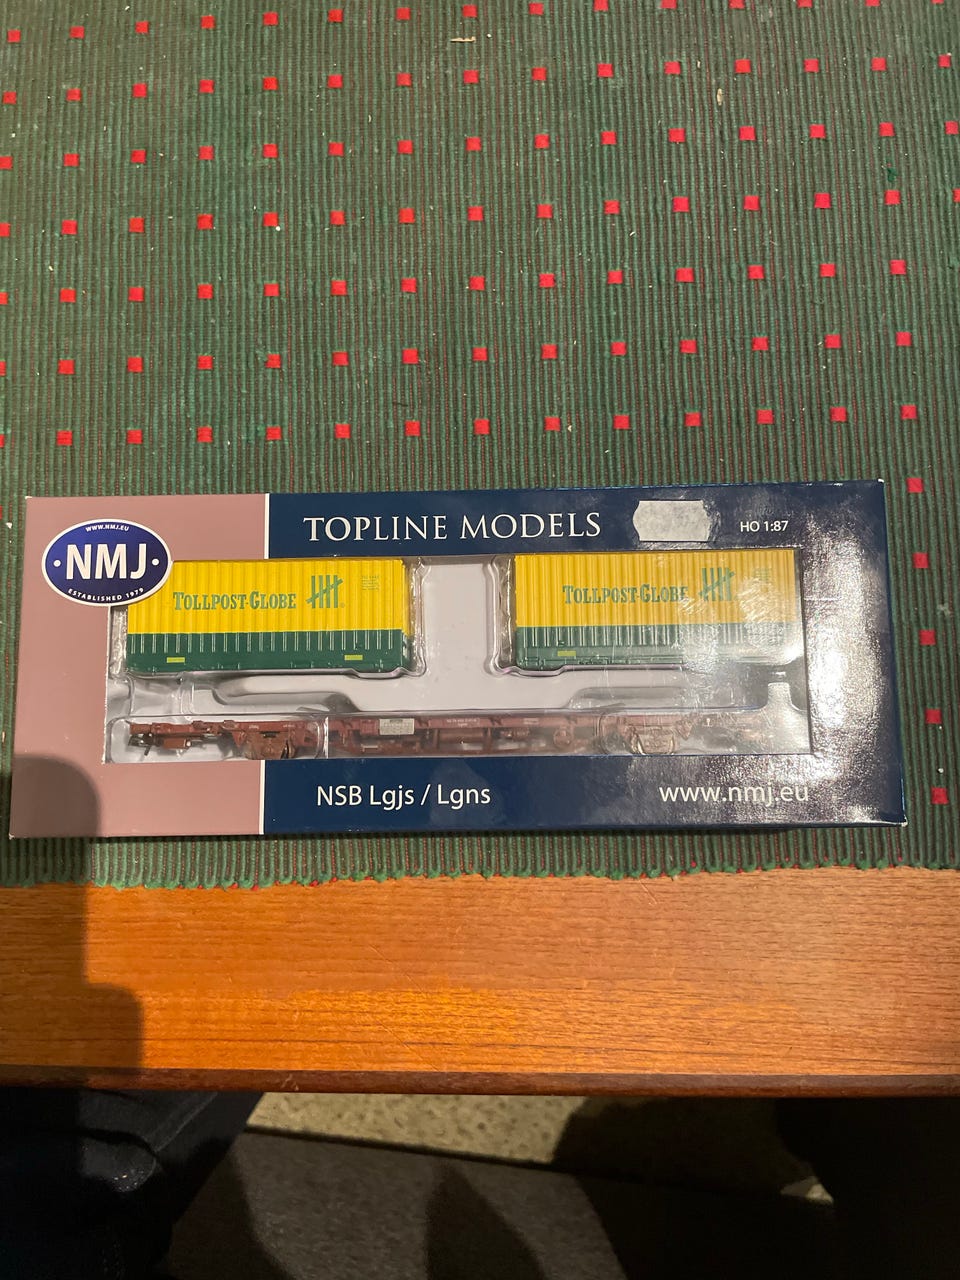 WWW.NMJ.EU
·NMJ·
ESTABLISHED 1979
TOPLINE MODELS
HO 1:87
TOLLPOST-GLOBE
TOLLPOST-GLOBE
NSB Lgjs / Lgns
www.nmj.eu